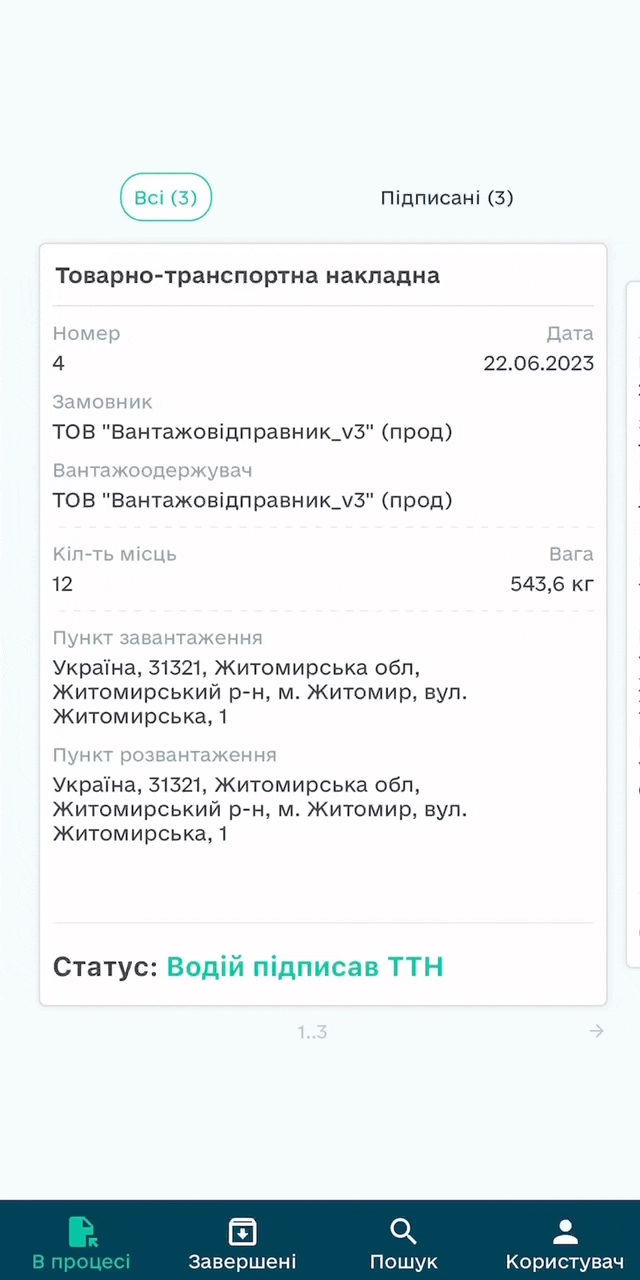 Всі (3)
Підписані (3)
Товарно-транспортна накладна
Номер
Дата
4
22.06.2023
Замовник
ТОВ "Вантажовідправник_v3" (прод)
Вантажоодержувач
ТОВ "Вантажовідправник_v3" (прод)
Кіл-ть місць
Вага
12
543,6 кг
Пункт завантаження
Україна, 31321, Житомирська обл,
Житомирський р-н, м. Житомир, вул.
Житомирська, 1
Пункт розвантаження
Україна, 31321, Житомирська обл,
Житомирський р-н, м. Житомир, вул.
Житомирська, 1
Статус: Водій підписав ТТН
1..3
В процесі
Завершені
Пошук
Користувач